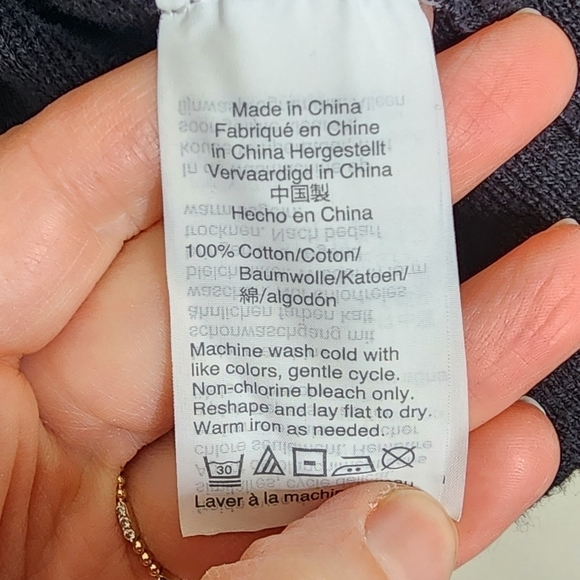 Made in China
Fabriqué en Chine
in China Hergestellt
Vervaardigd in China
中国製
Hecho en China
100% Cotton/Coton/
Baumwolle/Katoen/
綿/algodón
Machine wash cold with
like colors, gentle cycle.
Non-chlorine bleach only.
Reshape and lay flat to dry.
Warm iron as needed.
30
Laver à la